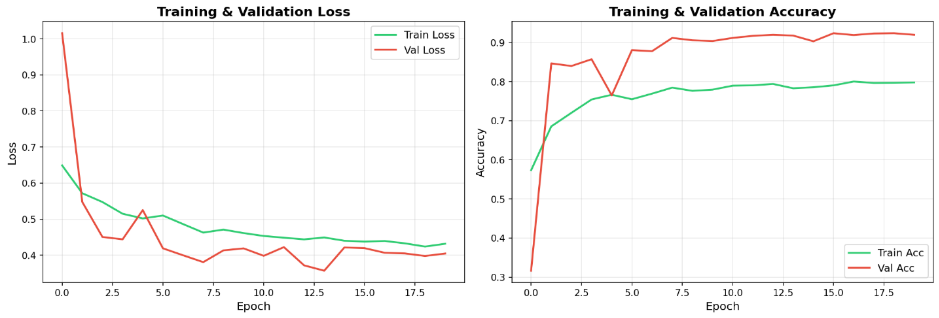 Training & Validation Loss
Loss
1.0
0.9
0.8
0.7
0.6
0.5
0.4
0.0 2.5 5.0 7.5 10.0 12.5 15.0 17.5
Epoch
Train Loss
Val Loss
Training & Validation Accuracy
Accuracy
0.9
0.8
0.7
0.6
0.5
0.4
0.3
0.0 2.5 5.0 7.5 10.0 12.5 15.0 17.5
Epoch
Train Acc
Val Acc